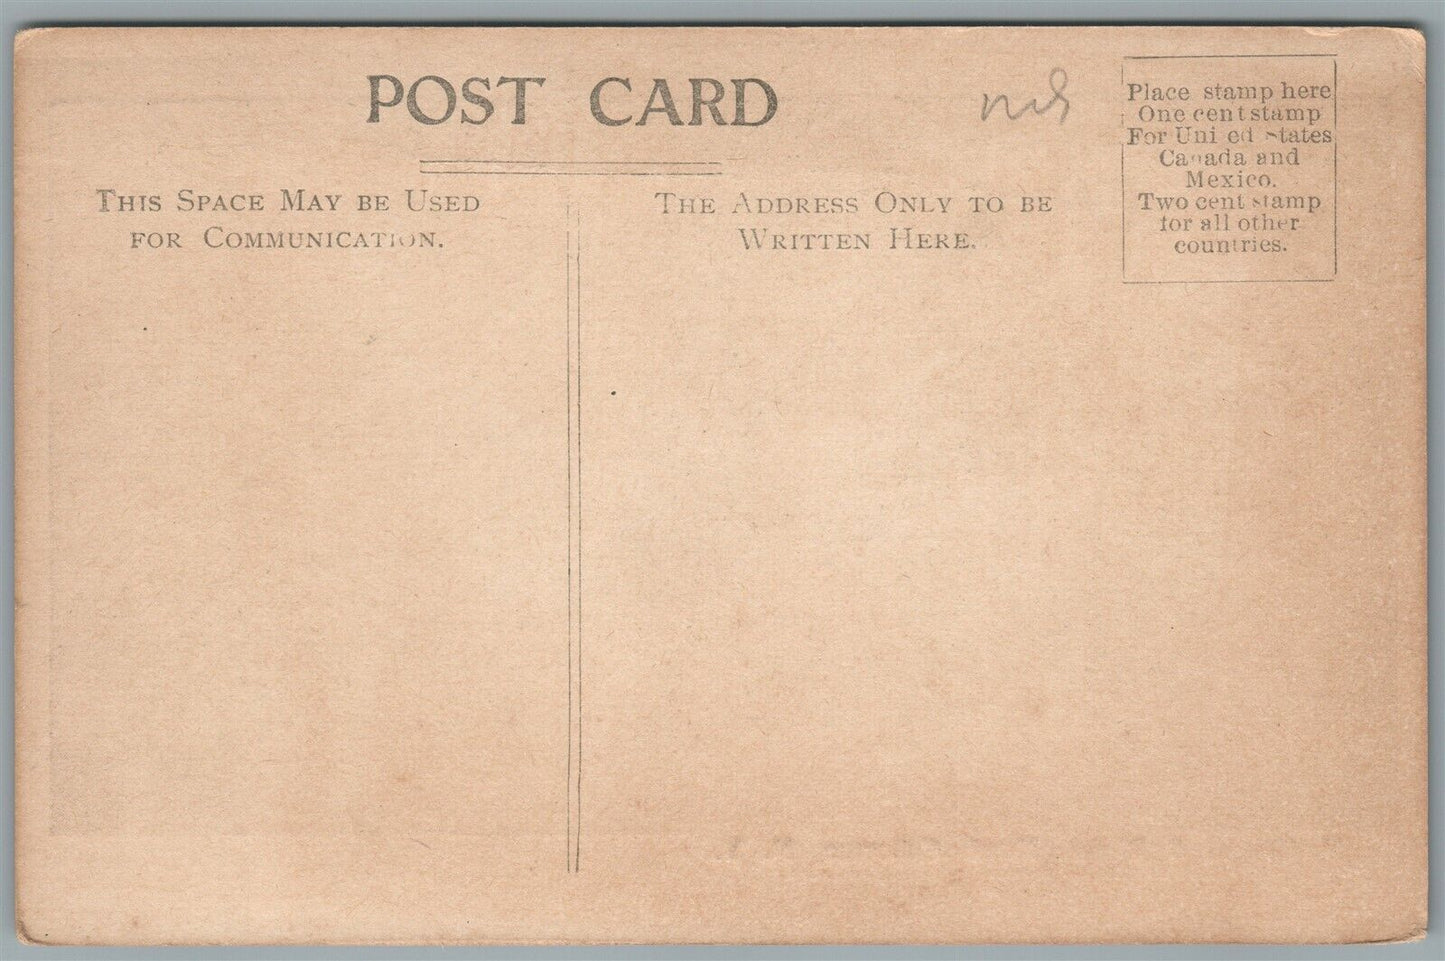 POST CARD
THIS SPACE MAY BE USED
FOR COMMUNICATION.
THE ADDRESS ONLY TO BE
WRITTEN HERE.
Place stamp here
One cent stamp
For Uni ed States
Canada and
Mexico.
Two cent stamp
for all other
countries.